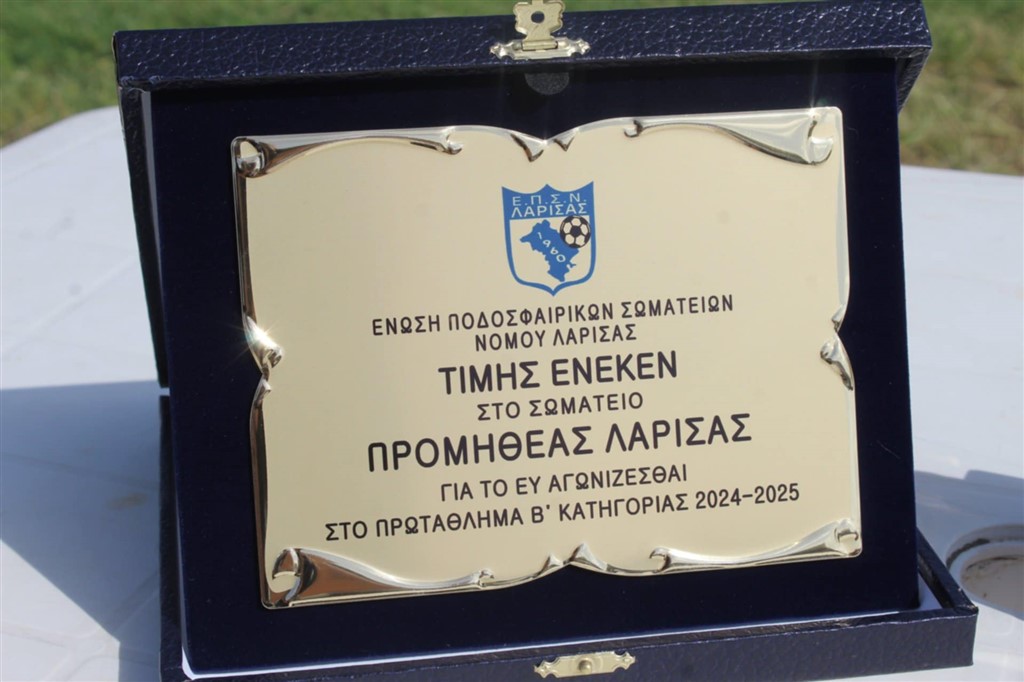 Ε.Π.Σ.Ν.
ΛΑΡΙΣΑΣ
1960
ΕΝΩΣΗ ΠΟΔΟΣΦΑΙΡΙΚΩΝ ΣΩΜΑΤΕΙΩΝ
ΝΟΜΟΥ ΛΑΡΙΣΑΣ
ΤΙΜΗΣ ΕΝΕΚΕΝ
ΣΤΟ ΣΩΜΑΤΕΙΟ
ΠΡΟΜΗΘΕΑΣ ΛΑΡΙΣΑΣ
ΓΙΑ ΤΟ ΕΥ ΑΓΩΝΙΖΕΣΘΑΙ
ΣΤΟ ΠΡΩΤΑΘΛΗΜΑ Β' ΚΑΤΗΓΟΡΙΑΣ 2024-2025